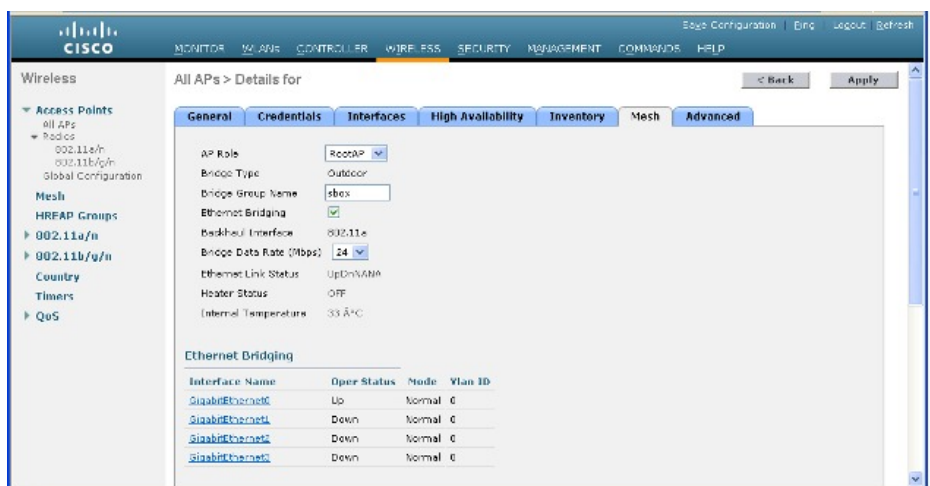 Save Configuration | Ping | Logout | Refresh
CISCO
MONITOR WLANs CONTROLLER WIRELESS SECURITY MANAGEMENT COMMANDS HELP
Wireless
All APs > Details for
< Back
Apply
Access Points
All APs
Radios
802.11a/n
802.11b/g/n
Global Configuration
Mesh
HREAP Groups
802.11a/n
802.11b/g/n
Country
Timers
QoS
General Credentials Interfaces High Availability Inventory Mesh Advanced
AP Role RootAP
Bridge Type Outdoor
Bridge Group Name sbox
Ethernet Bridging
Backhaul Interface 802.11a
Bridge Data Rate (Mbps) 24
Ethernet Link Status UpDnNANA
Heater Status OFF
Internal Temperature 33 Â°C
Ethernet Bridging
Interface Name Oper Status Mode Vlan ID
GigabitEthernet0 Up Normal 0
GigabitEthernet1 Down Normal 0
GigabitEthernet2 Down Normal 0
Down Normal 0